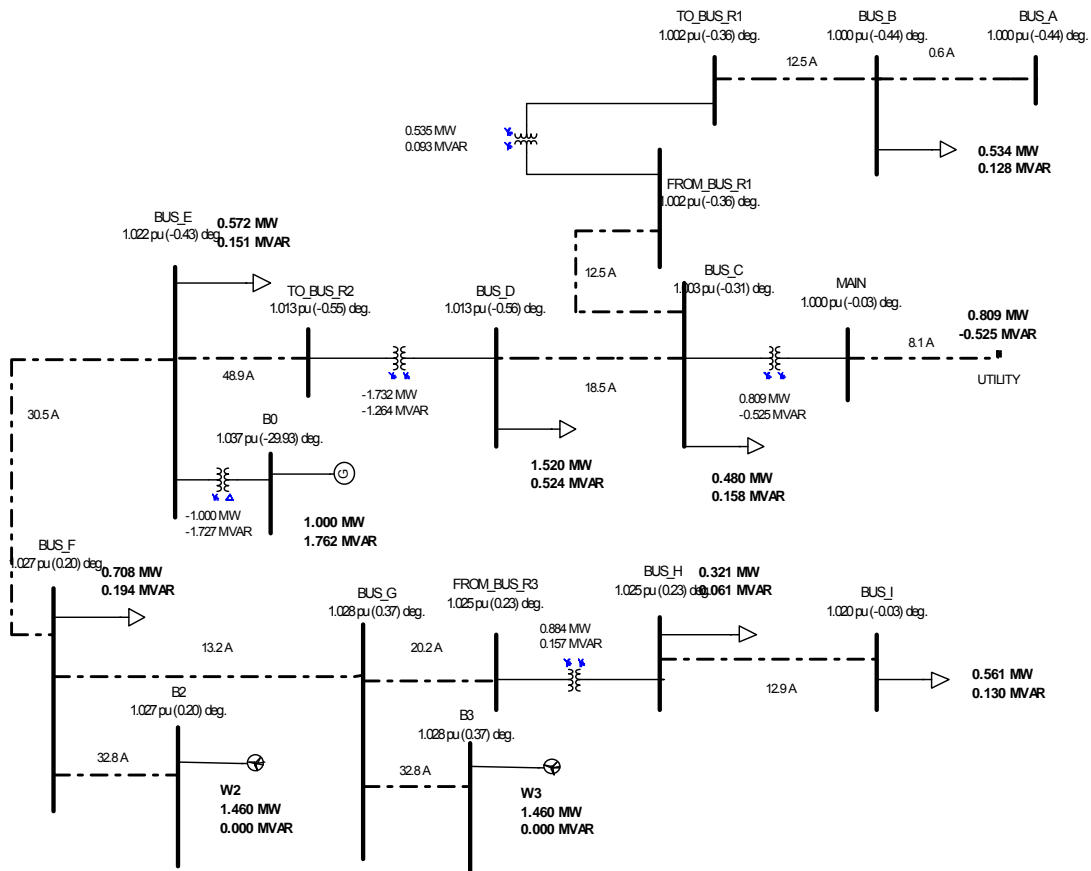 TO_BUS_R1
1.002 pu (-0.36) deg.
BUS_B
1.000 pu (-0.44) deg.
BUS_A
1.000 pu (-0.44) deg.
12.5 A
0.6 A
0.535 MW
0.093 MVAR
0.534 MW
0.128 MVAR
FROM_BUS_R1
1.002 pu (-0.36) deg.
BUS_E
1.022 pu (-0.43) deg.
0.572 MW
0.151 MVAR
12.5 A
TO_BUS_R2
1.013 pu (-0.55) deg.
BUS_D
1.013 pu (-0.56) deg.
BUS_C
1.003 pu (-0.31) deg.
MAIN
1.000 pu (-0.03) deg.
0.809 MW
-0.525 MVAR
8.1 A
UTILITY
48.9 A
18.5 A
-1.732 MW
-1.264 MVAR
0.809 MW
-0.525 MVAR
30.5 A
B0
1.037 pu (-29.93) deg.
G
-1.000 MW
-1.727 MVAR
1.000 MW
1.762 MVAR
1.520 MW
0.524 MVAR
0.480 MW
0.158 MVAR
BUS_F
1.027 pu (0.20) deg.
0.708 MW
0.194 MVAR
BUS_G
1.028 pu (0.37) deg.
FROM_BUS_R3
1.025 pu (0.23) deg.
BUS_H
1.025 pu (0.23) deg.
0.321 MW
0.061 MVAR
BUS_I
1.020 pu (-0.03) deg.
0.884 MW
0.157 MVAR
13.2 A
20.2 A
12.9 A
0.561 MW
0.130 MVAR
B2
1.027 pu (0.20) deg.
B3
1.028 pu (0.37) deg.
32.8 A
32.8 A
W2
1.460 MW
0.000 MVAR
W3
1.460 MW
0.000 MVAR